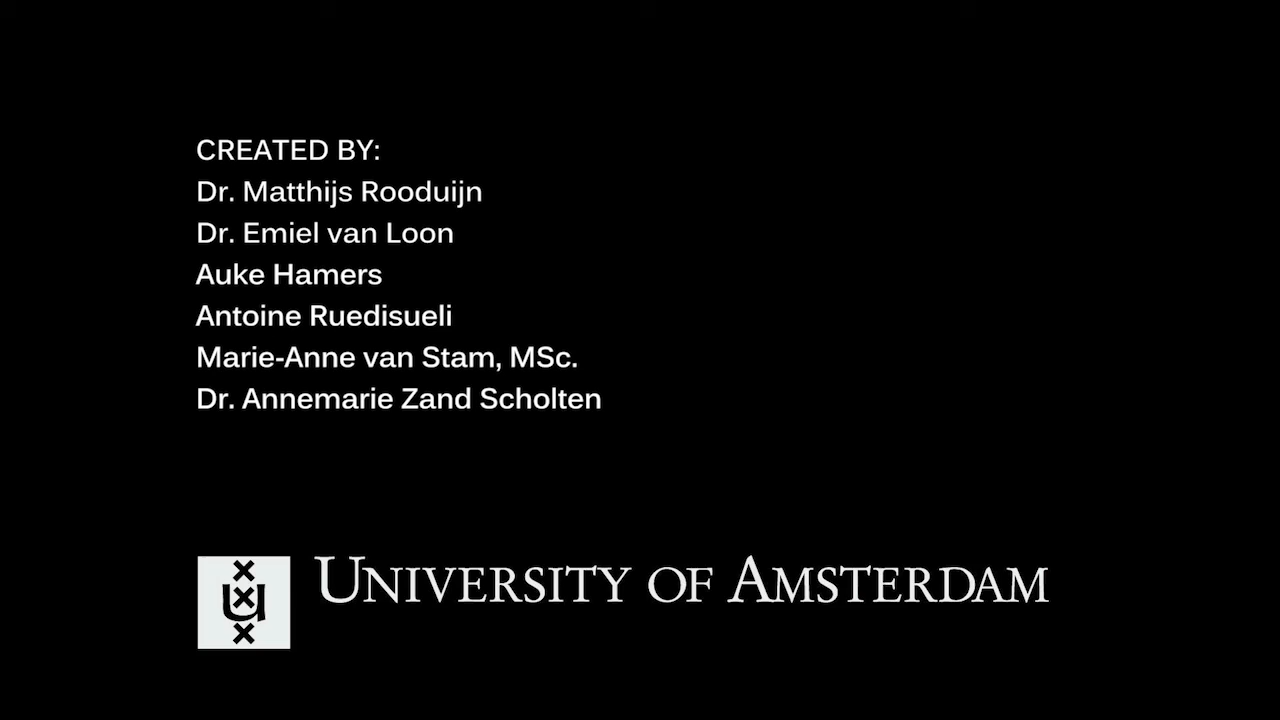 CREATED BY:
Dr. Matthijs Rooduijn
Dr. Emiel van Loon
Auke Hamers
Antoine Ruedisueli
Marie-Anne van Stam, MSc.
Dr. Annemarie Zand Scholten
UNIVERSITY OF AMSTERDAM